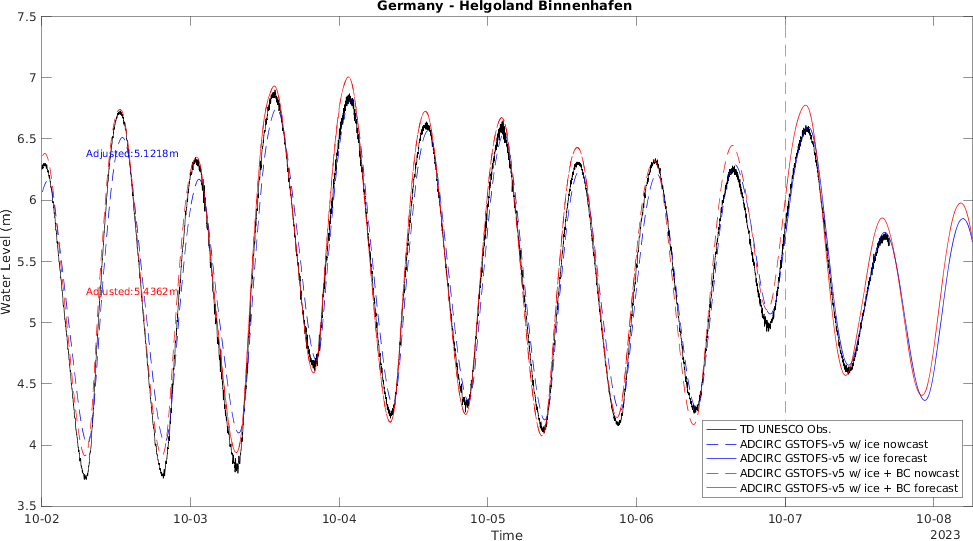 Germany - Helgoland Binnenhafen
7.5
7
6.5
6
5.5
5
4.5
4
3.5
Water Level (m)
Adjusted:5.1218m
Adjusted:5.4362m
TD UNESCO Obs.
ADCIRC GSTOFS-v5 w/ ice nowcast
ADCIRC GSTOFS-v5 w/ ice forecast
ADCIRC GSTOFS-v5 w/ ice + BC nowcast
ADCIRC GSTOFS-v5 w/ ice + BC forecast
10-02 10-03 10-04 10-05 10-06 10-07 10-08
Time
2023